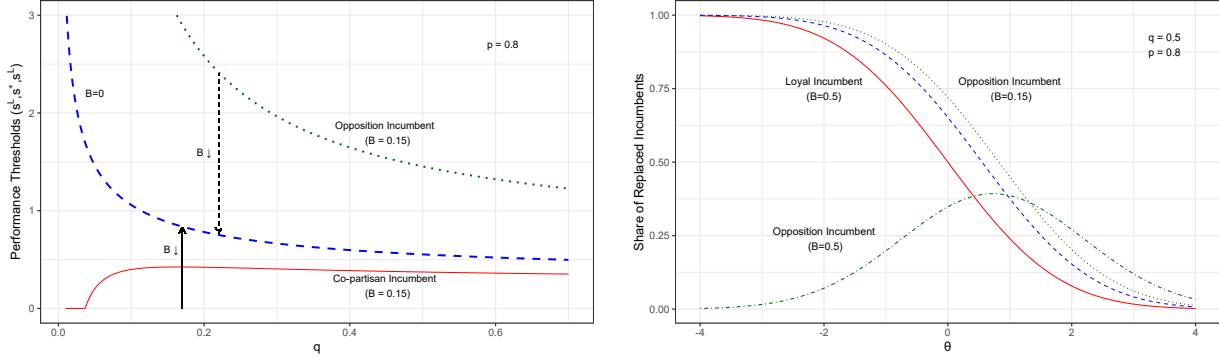 Performance Thresholds (s^L,s^*,s^L)
3
2
1
0
0.0
0.2
0.4
0.6
q
p = 0.8
B=0
Opposition Incumbent
(B = 0.15)
B ↓
B ↓
Co-partisan Incumbent
(B = 0.15)
Share of Replaced Incumbents
1.00
0.75
0.50
0.25
0.00
-4
-2
0
2
4
θ
q = 0.5
p = 0.8
Loyal Incumbent
(B=0.5)
Opposition Incumbent
(B=0.15)
Opposition Incumbent
(B=0.5)